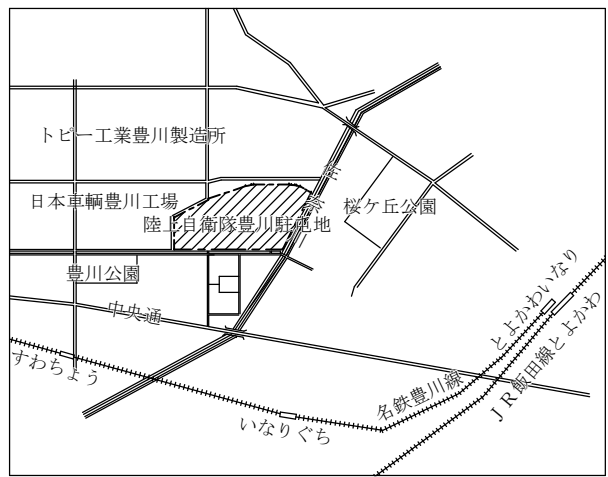 トピー工業豊川製造所
日本車輌豊川工場
陸上自衛隊豊川駐屯地
佐奈一
桜ケ丘公園
豊川公園
中央通
とよかわいなり
すわちょう
名鉄豊川線
JR飯田線とよかわ
いなりぐち